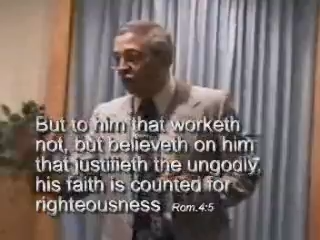 But to him that worketh
not, but believeth on him
that justifieth the ungodly,
his faith is counted for
righteousness Rom.4:5